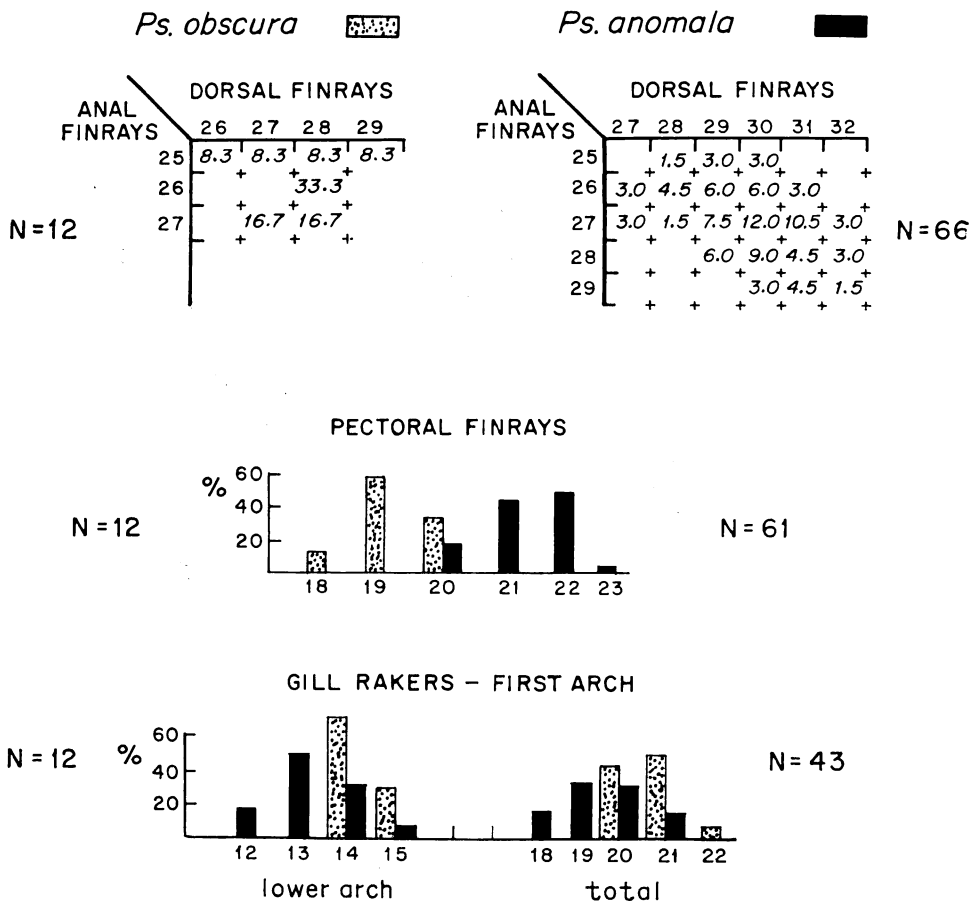 Ps. obscura
Ps. anomala
ANAL FINRAYS
DORSAL FINRAYS
26 27 28 29
25 8.3 8.3 8.3 8.3
26 33.3
27 16.7 16.7
N=12
ANAL FINRAYS
DORSAL FINRAYS
27 28 29 30 31 32
25 1.5 3.0 3.0
26 3.0 4.5 6.0 6.0 3.0
27 3.0 1.5 7.5 12.0 10.5 3.0
28 6.0 9.0 4.5 3.0
29 3.0 4.5 1.5
N=66
PECTORAL FINRAYS
%
60
40
20
N=12
N=61
18 19 20 21 22 23
GILL RAKERS – FIRST ARCH
N=12
%
60
40
20
N=43
12 13 14 15
18 19 20 21 22
lower arch
total